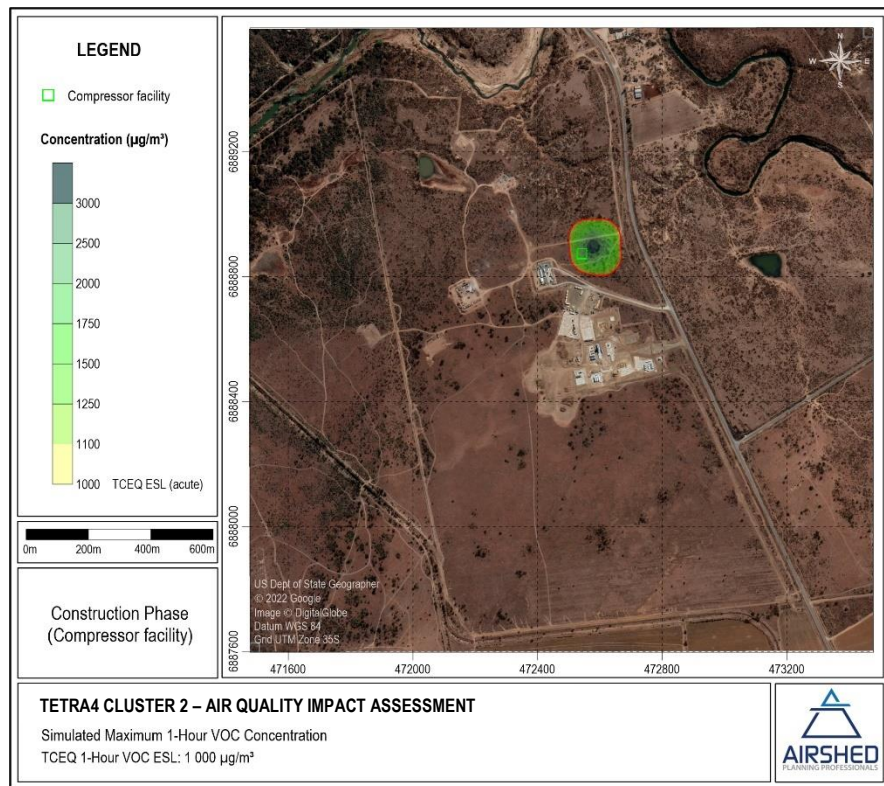 LEGEND
Compressor facility
Concentration (µg/m³)
3000
2500
2000
1750
1500
1250
1100
1000 TCEQ ESL (acute)
0m 200m 400m 600m
Construction Phase
(Compressor facility)
N
W E
S
6889200
6888800
6888400
6888000
6887600
US Dept of State Geographer
© 2022 Google
Image © DigitalGlobe
Datum WGS 84
Grid UTM Zone 35S
471600 472000 472400 472800 473200
TETRA4 CLUSTER 2 – AIR QUALITY IMPACT ASSESSMENT
Simulated Maximum 1-Hour VOC Concentration
TCEQ 1-Hour VOC ESL: 1 000 µg/m³
AIRSHED
PLANNING PROFESSIONALS